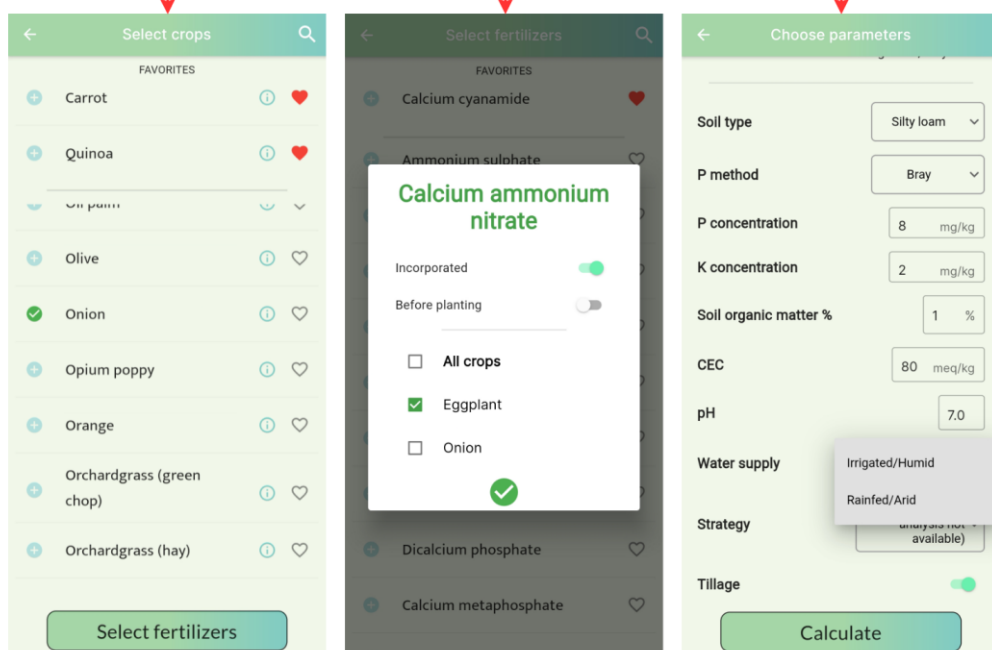 Select crops
FAVORITES
Carrot
Quinoa
Oil palm
Olive
Onion
Opium poppy
Orange
Orchardgrass (green
chop)
Orchardgrass (hay)
Select fertilizers
Select fertilizers
FAVORITES
Calcium cyanamide
Ammonium sulphate
Calcium ammonium
nitrate
Incorporated
Before planting
All crops
Eggplant
Onion
Dicalcium phosphate
Calcium metaphosphate
Choose parameters
Soil type
Silty loam
P method
Bray
P concentration
8 mg/kg
K concentration
2 mg/kg
Soil organic matter %
1 %
CEC
80 meq/kg
pH
7.0
Water supply
Irrigated/Humid
Rainfed/Arid
Strategy
analysis not
available)
Tillage
Calculate